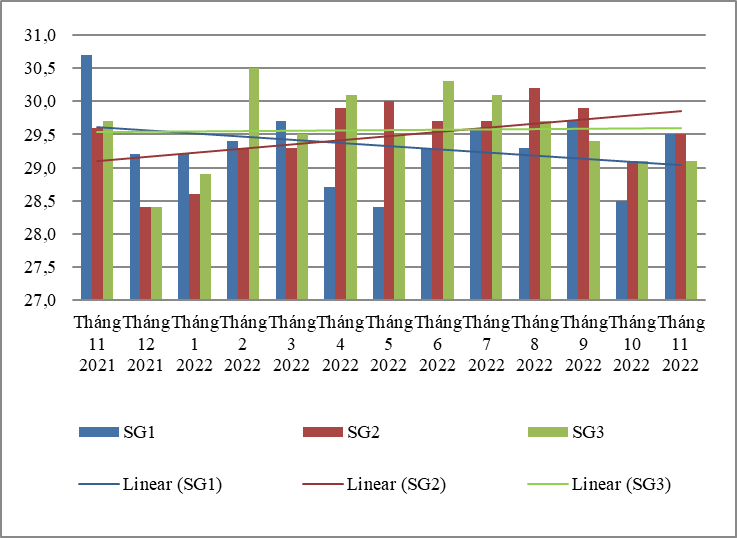 31,0
30,5
30,0
29,5
29,0
28,5
28,0
27,5
27,0
Tháng Tháng Tháng Tháng Tháng Tháng Tháng Tháng Tháng Tháng Tháng Tháng Tháng
11 12 1 2 3 4 5 6 7 8 9 10 11
2021 2021 2022 2022 2022 2022 2022 2022 2022 2022 2022 2022 2022
SG1 SG2 SG3
Linear (SG1) Linear (SG2) Linear (SG3)